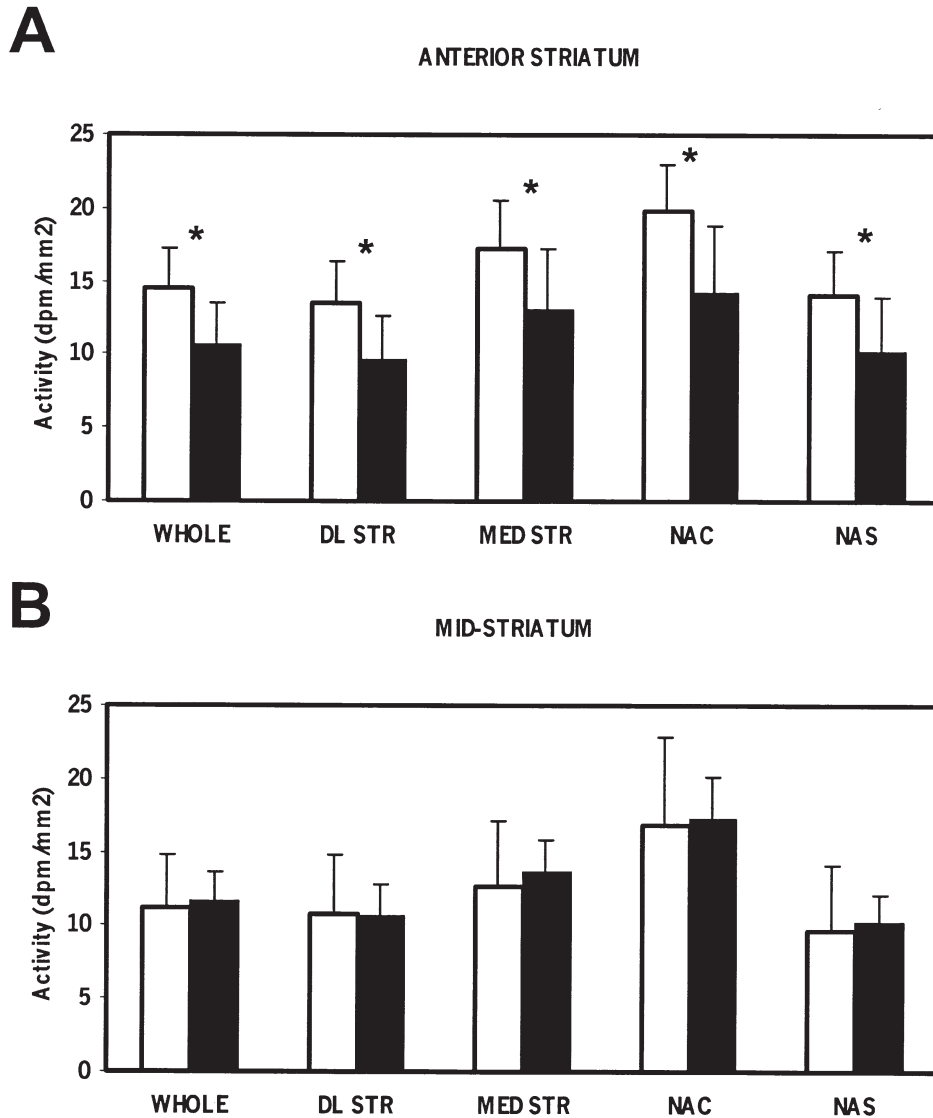 A
ANTERIOR STRIATUM
Activity (dpm/mm2)
25
20
15
10
5
0
* * * * *
WHOLE DL STR MED STR NAC NAS
B
MID-STRIATUM
Activity (dpm/mm2)
25
20
15
10
5
0
WHOLE DL STR MED STR NAC NAS